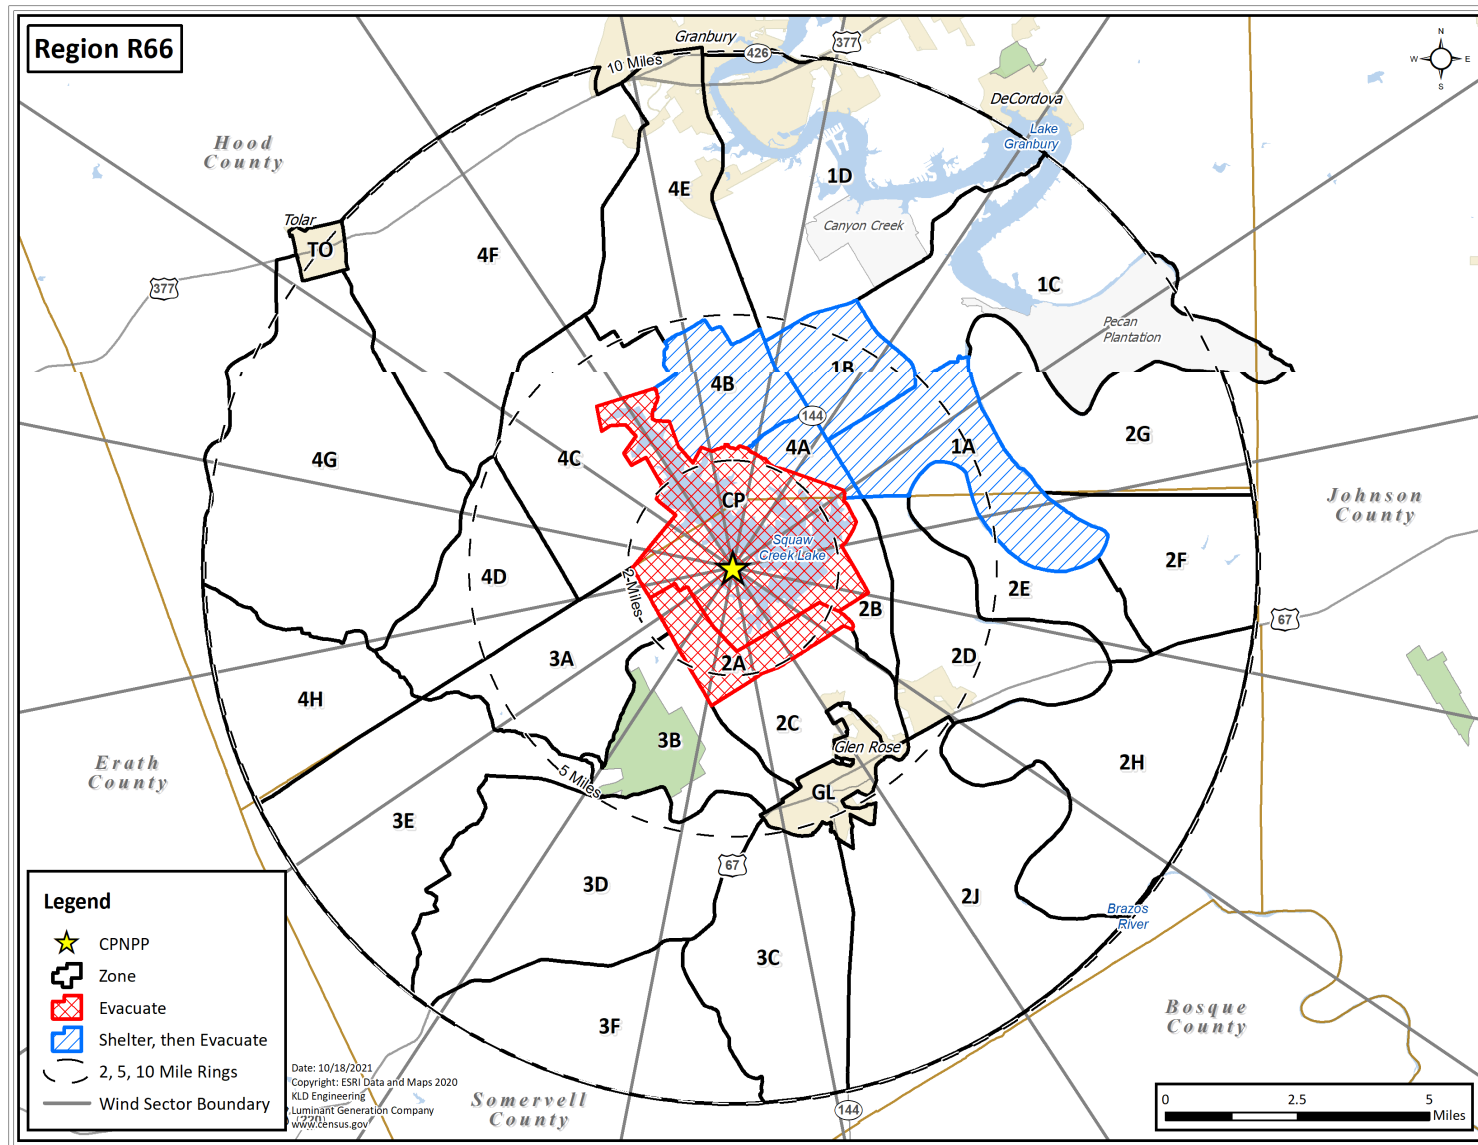 Region R66
Granbury
426
377
10 Miles
N
W
E
S
DeCordova
Lake
Granbury
Hood
County
4E
1D
Tolar
TO
4F
Canyon Creek
377
1C
Pecan
Plantation
4B
1B
144
4A
1A
2G
4G
4C
CP
Johnson
County
Squaw
Creek Lake
4D
2 Miles
2B
2E
2F
67
3A
2A
2D
4H
2C
3B
Glen Rose
Erath
County
5 Miles
GL
2H
3E
67
3D
2J
Brazos
River
3C
Bosque
County
3F
Legend
CPNPP
Zone
Evacuate
Shelter, then Evacuate
2, 5, 10 Mile Rings
Wind Sector Boundary
220
Date: 10/18/2021
Copyright: ESRI Data and Maps 2020
KLD Engineering
Luminant Generation Company
www.census.gov
Somervell
County
144
0
2.5
5
Miles